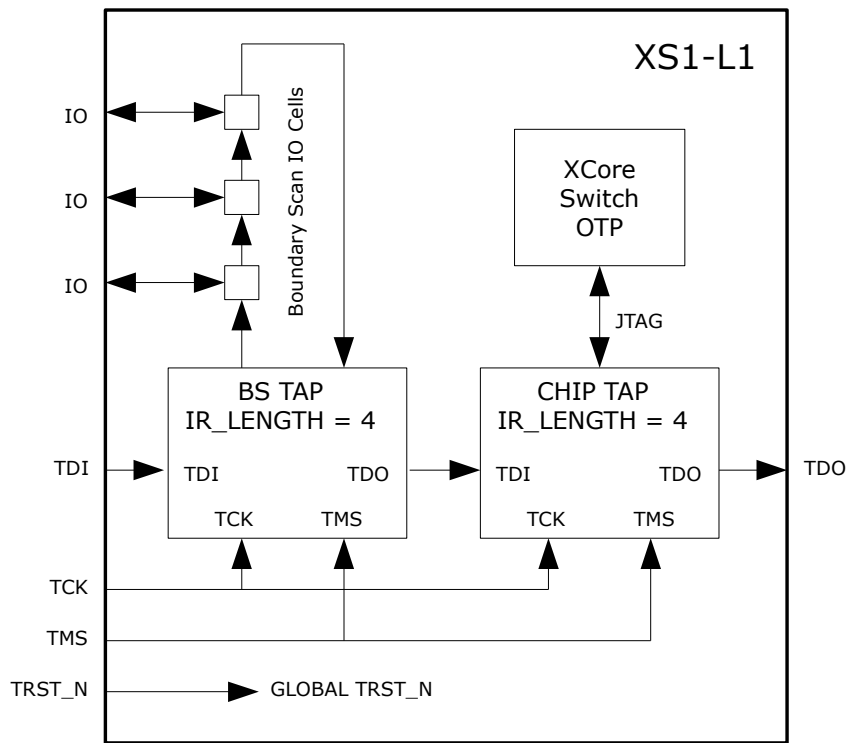 XS1-L1
IO
IO
IO
Boundary Scan IO Cells
XCore
Switch
OTP
JTAG
BS TAP
IR_LENGTH = 4
CHIP TAP
IR_LENGTH = 4
TDI
TDI
TDO
TDI
TDO
TDO
TCK
TMS
TCK
TMS
TCK
TMS
TRST_N
GLOBAL TRST_N